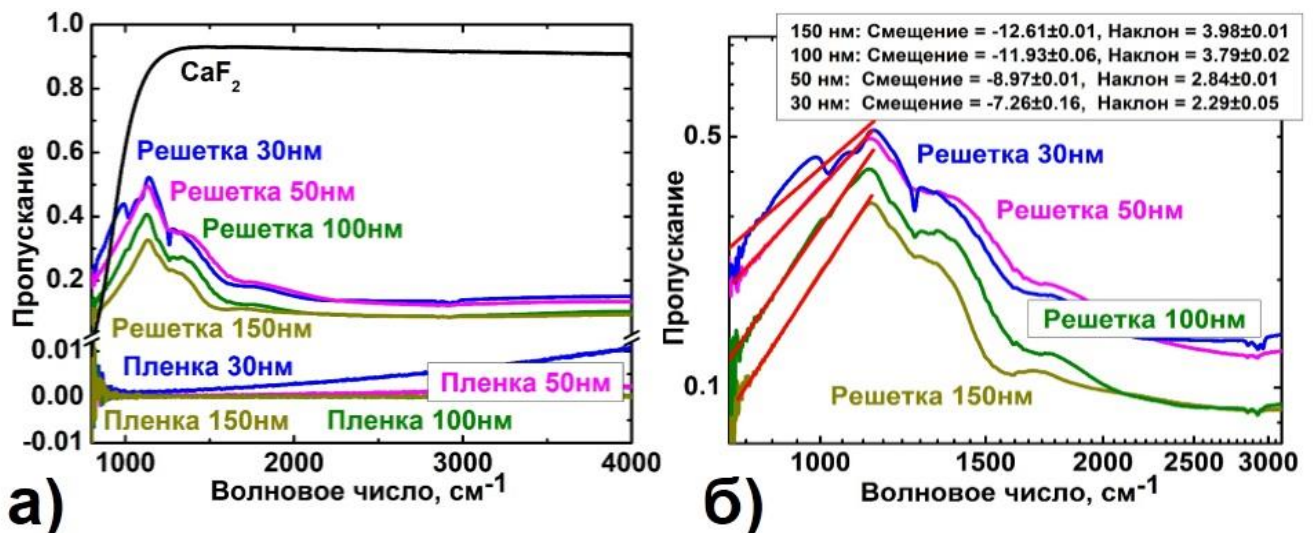 1.0
0.8
0.6
0.4
0.2
0.01
0.00
-0.01
Пропускание
CaF2
Решетка 30нм
Решетка 50нм
Решетка 100нм
Решетка 150нм
Пленка 30нм
Пленка 50нм
Пленка 150нм
Пленка 100нм
1000 2000 3000 4000
Волновое число, см-1
а)
150 нм: Смещение = -12.61±0.01, Наклон = 3.98±0.01
100 нм: Смещение = -11.93±0.06, Наклон = 3.79±0.02
50 нм: Смещение = -8.97±0.01, Наклон = 2.84±0.01
30 нм: Смещение = -7.26±0.16, Наклон = 2.29±0.05
0.5
0.1
Пропускание
Решетка 30нм
Решетка 50нм
Решетка 100нм
Решетка 150нм
1000 1500 2000 2500 3000
Волновое число, см-1
б)